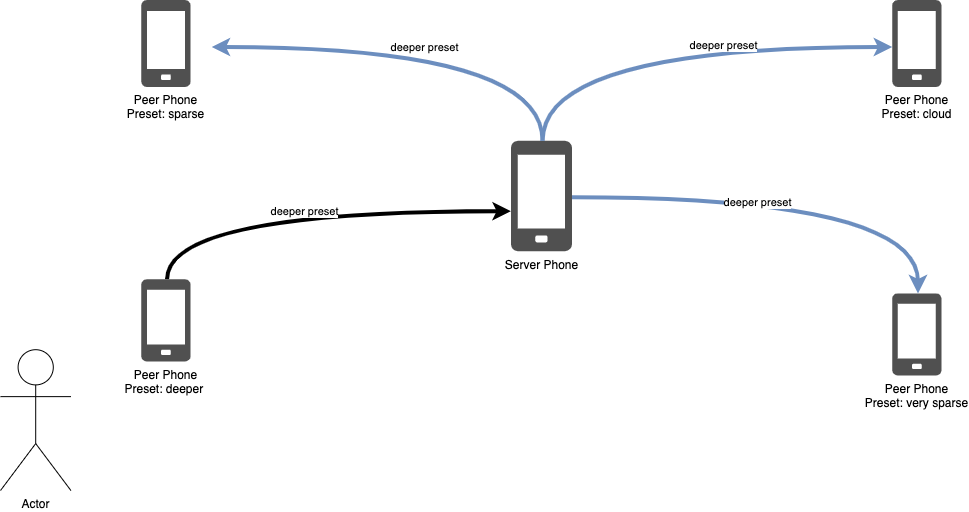 deeper preset
deeper preset
Peer Phone
Preset: sparse
Peer Phone
Preset: cloud
deeper preset
deeper preset
Server Phone
Peer Phone
Preset: deeper
Peer Phone
Preset: very sparse
Actor